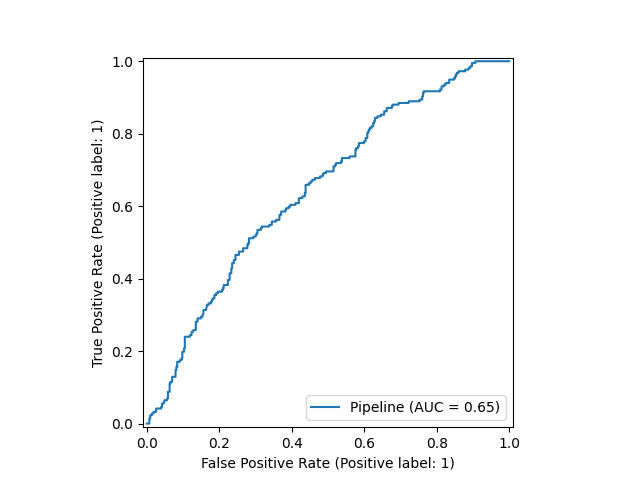 True Positive Rate (Positive label: 1)
1.0
0.8
0.6
0.4
0.2
0.0
Pipeline (AUC = 0.65)
0.0 0.2 0.4 0.6 0.8 1.0
False Positive Rate (Positive label: 1)